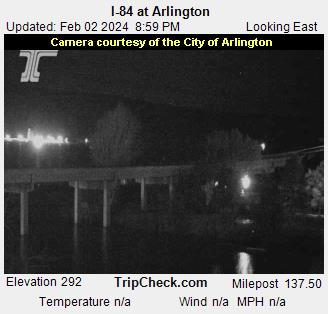 I-84 at Arlington
Updated: Feb 02 2024 8:59 PM Looking East
Camera courtesy of the City of Arlington
Elevation 292 TripCheck.com Milepost 137.50
Temperature n/a Wind n/a MPH n/a